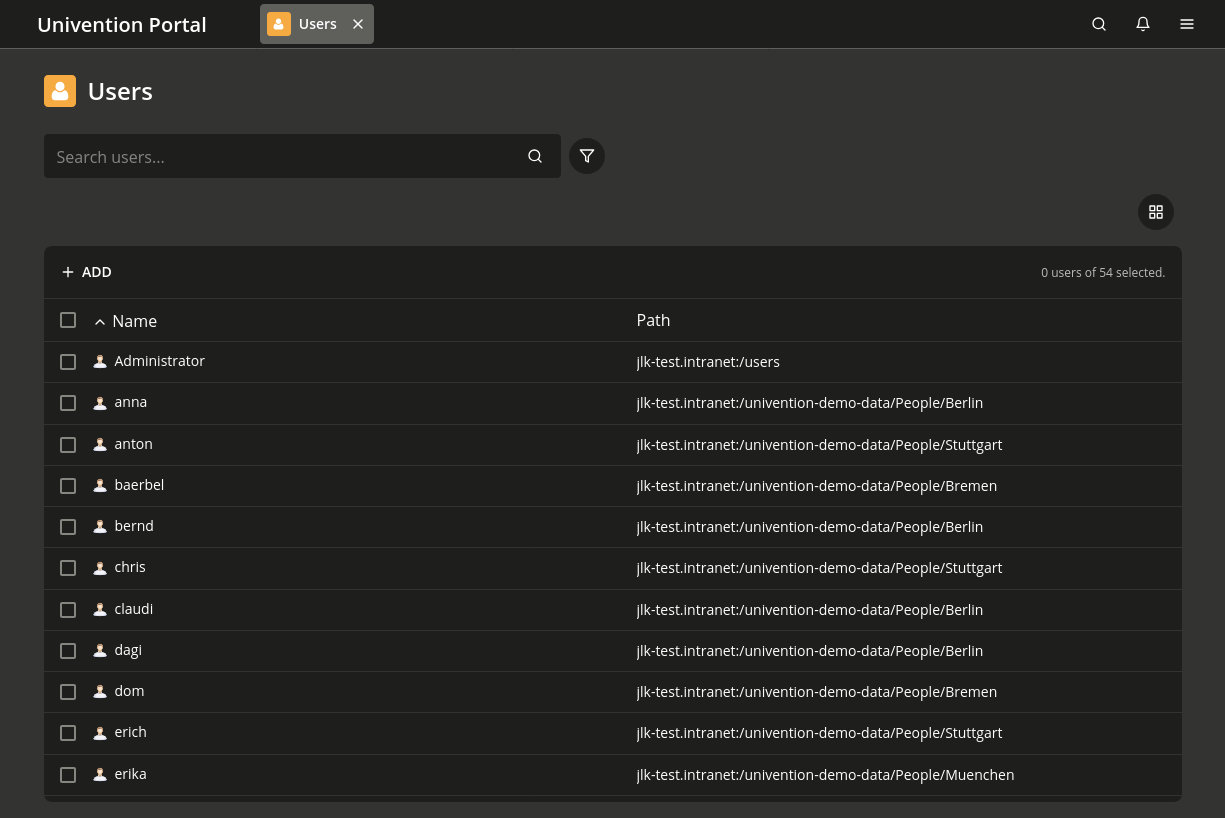 Univention Portal
Users
Users
Search users...
ADD
0 users of 54 selected.
Name Path
Administrator jlk-test.intranet:/users
anna jlk-test.intranet:/univention-demo-data/People/Berlin
anton jlk-test.intranet:/univention-demo-data/People/Stuttgart
baerbel jlk-test.intranet:/univention-demo-data/People/Bremen
bernd jlk-test.intranet:/univention-demo-data/People/Berlin
chris jlk-test.intranet:/univention-demo-data/People/Stuttgart
claudi jlk-test.intranet:/univention-demo-data/People/Berlin
dagi jlk-test.intranet:/univention-demo-data/People/Berlin
dom jlk-test.intranet:/univention-demo-data/People/Bremen
erich jlk-test.intranet:/univention-demo-data/People/Stuttgart
erika jlk-test.intranet:/univention-demo-data/People/Muenchen